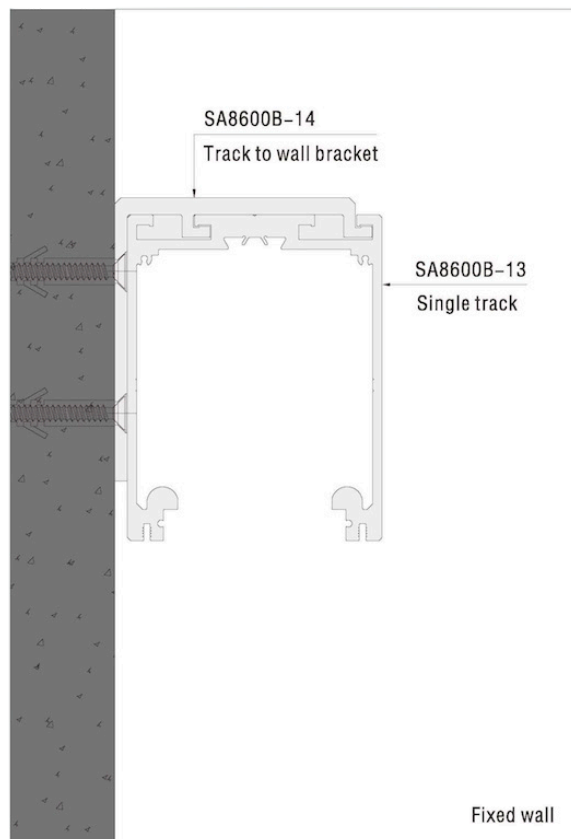 SA8600B-14
Track to wall bracket
SA8600B-13
Single track
Fixed wall